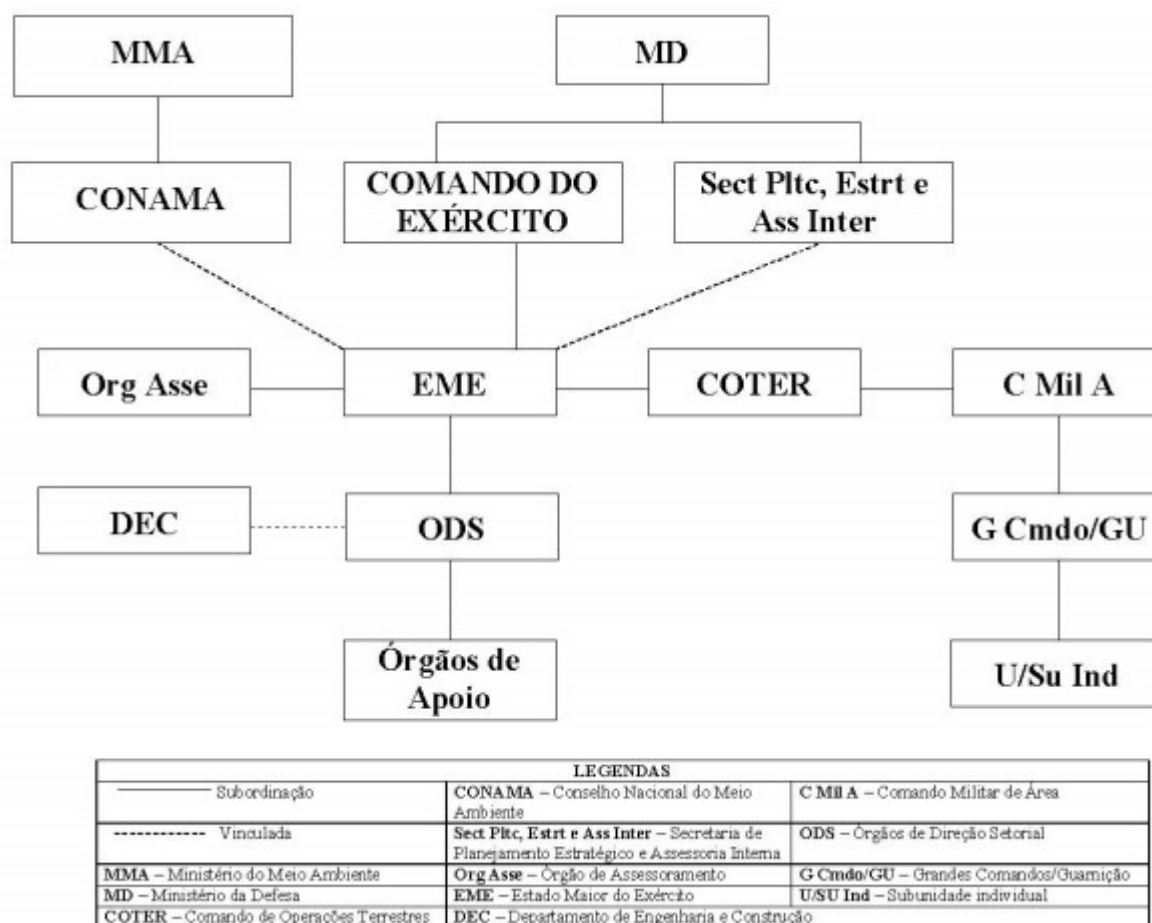 MMA
MD
CONAMA
COMANDO DO
EXÉRCITO
Sect Pltc, Estrt e
Ass Inter
Org Asse
EME
COTER
C Mil A
DEC
ODS
G Cmdo/GU
Órgãos de
Apoio
U/Su Ind
LEGENDAS
Subordinação
CONAMA – Conselho Nacional do Meio
Ambiente
C Mil A – Comando Militar de Área
Vinculada
Sect Pltc, Estrt e Ass Inter – Secretaria de
Planejamento Estratégico e Assessoria Interna
ODS – Órgãos de Direção Setorial
MMA – Ministério do Meio Ambiente
Org Asse – Órgão de Assessoramento
G Cmdo/GU – Grandes Comandos/Guarnição
MD – Ministério da Defesa
EME – Estado Maior do Exército
U/SU Ind – Subunidade individual
COTER – Comando de Operações Terrestres
DEC – Departamento de Engenharia e Construção